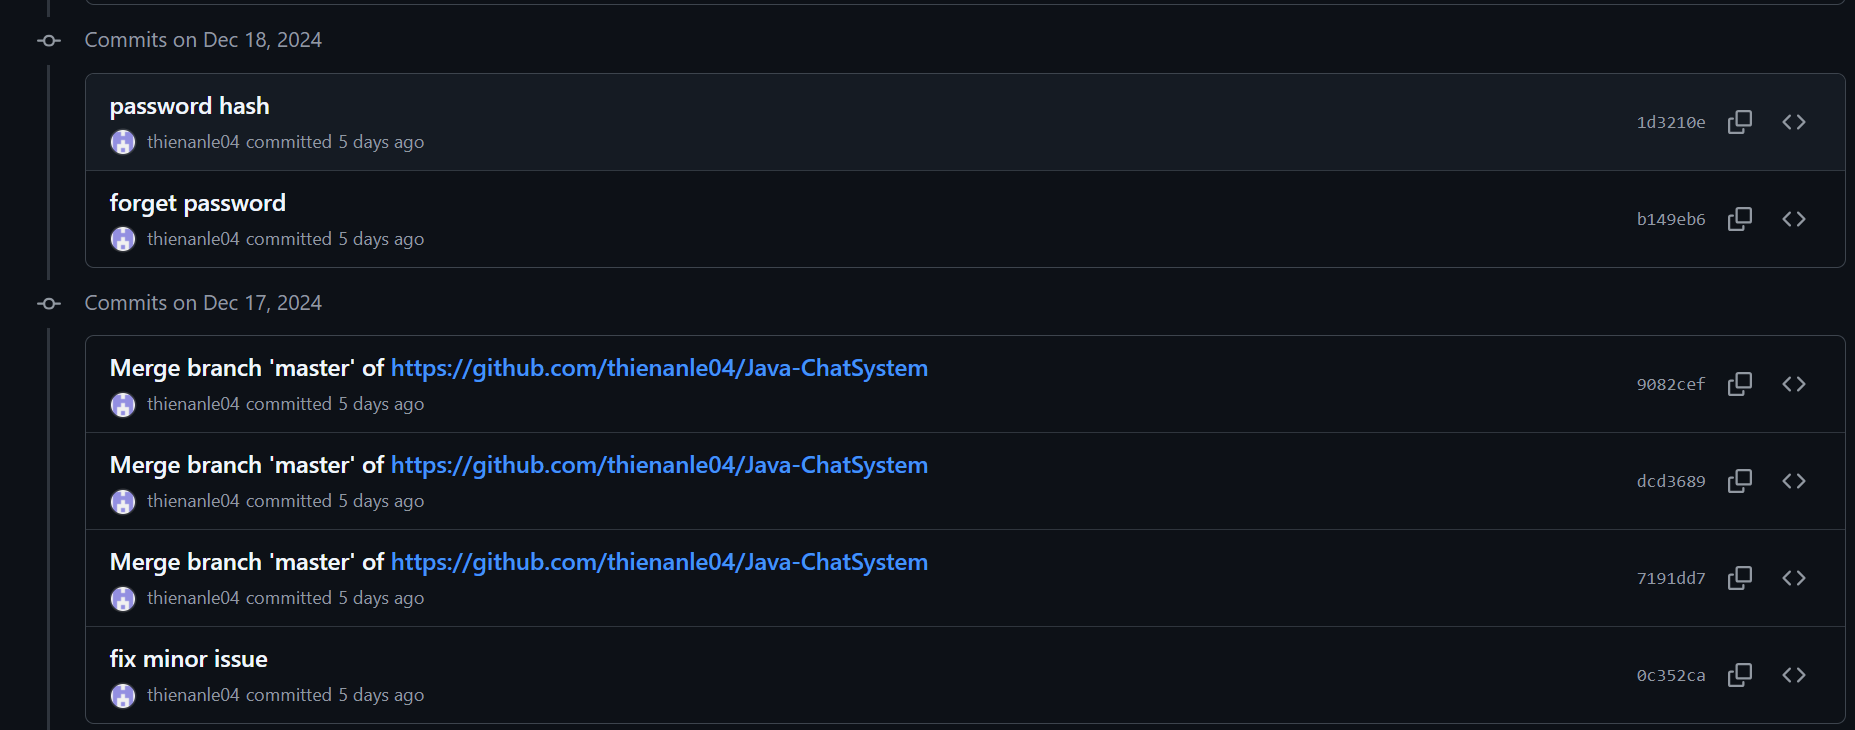 Commits on Dec 18, 2024
password hash
thienanle04 committed 5 days ago
1d3210e
forget password
thienanle04 committed 5 days ago
b149eb6
Commits on Dec 17, 2024
Merge branch 'master' of https://github.com/thienanle04/Java-ChatSystem
thienanle04 committed 5 days ago
9082cef
Merge branch 'master' of https://github.com/thienanle04/Java-ChatSystem
thienanle04 committed 5 days ago
dcd3689
Merge branch 'master' of https://github.com/thienanle04/Java-ChatSystem
thienanle04 committed 5 days ago
7191dd7
fix minor issue
thienanle04 committed 5 days ago
0c352ca